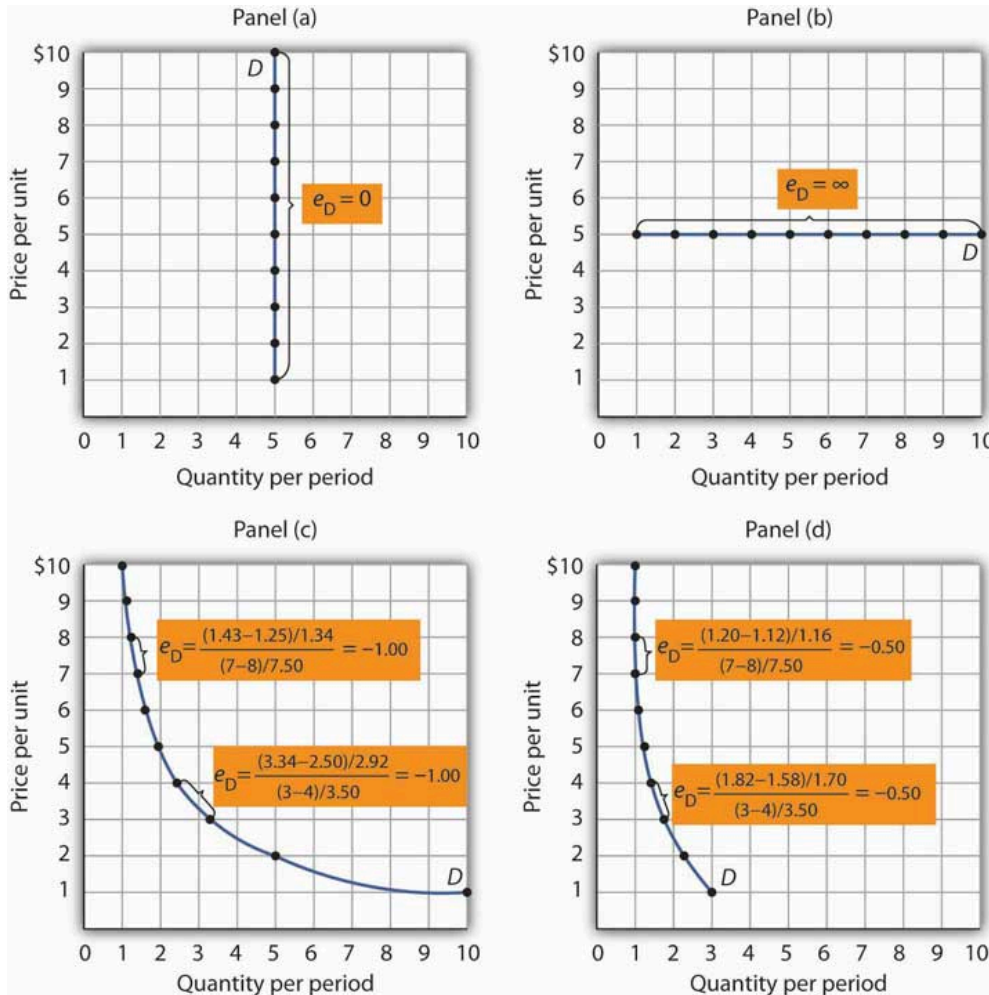 Panel (a)
$10
9
8
7
6
5
4
3
2
1
Price per unit
D
e_D = 0
0 1 2 3 4 5 6 7 8 9 10
Quantity per period
Panel (b)
$10
9
8
7
6
5
4
3
2
1
Price per unit
e_D = ∞
D
0 1 2 3 4 5 6 7 8 9 10
Quantity per period
Panel (c)
$10
9
8
7
6
5
4
3
2
1
Price per unit
e_D = (1.43–1.25)/1.34 / (7–8)/7.50 = –1.00
e_D = (3.34–2.50)/2.92 / (3–4)/3.50 = –1.00
D
0 1 2 3 4 5 6 7 8 9 10
Quantity per period
Panel (d)
$10
9
8
7
6
5
4
3
2
1
Price per unit
e_D = (1.20–1.12)/1.16 / (7–8)/7.50 = –0.50
e_D = (1.82–1.58)/1.70 / (3–4)/3.50 = –0.50
D
0 1 2 3 4 5 6 7 8 9 10
Quantity per period